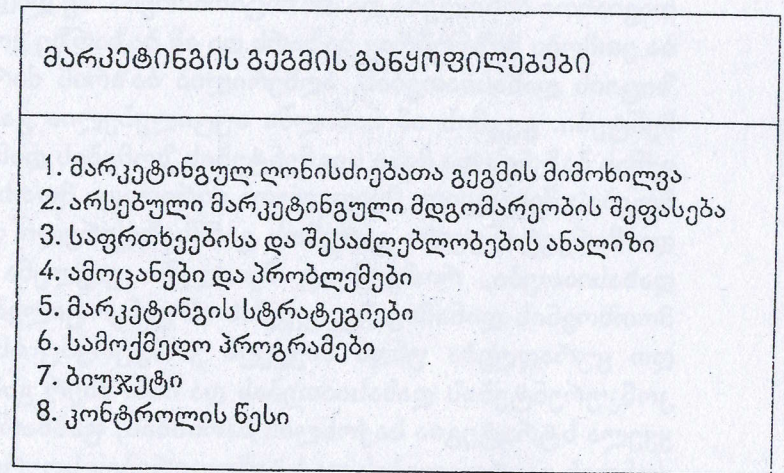 მარკეტინგის გეგმის განყოფილებები
1. მარკეტინგულ ღონისძიებათა გეგმის მიმოხილვა
2. არსებული მარკეტინგული მდგომარეობის შეფასება
3. საფრთხეებისა და შესაძლებლობების ანალიზი
4. ამოცანები და პრობლემები
5. მარკეტინგის სტრატეგიები
6. სამოქმედო პროგრამები
7. ბიუჯეტი
8. კონტროლის წესი